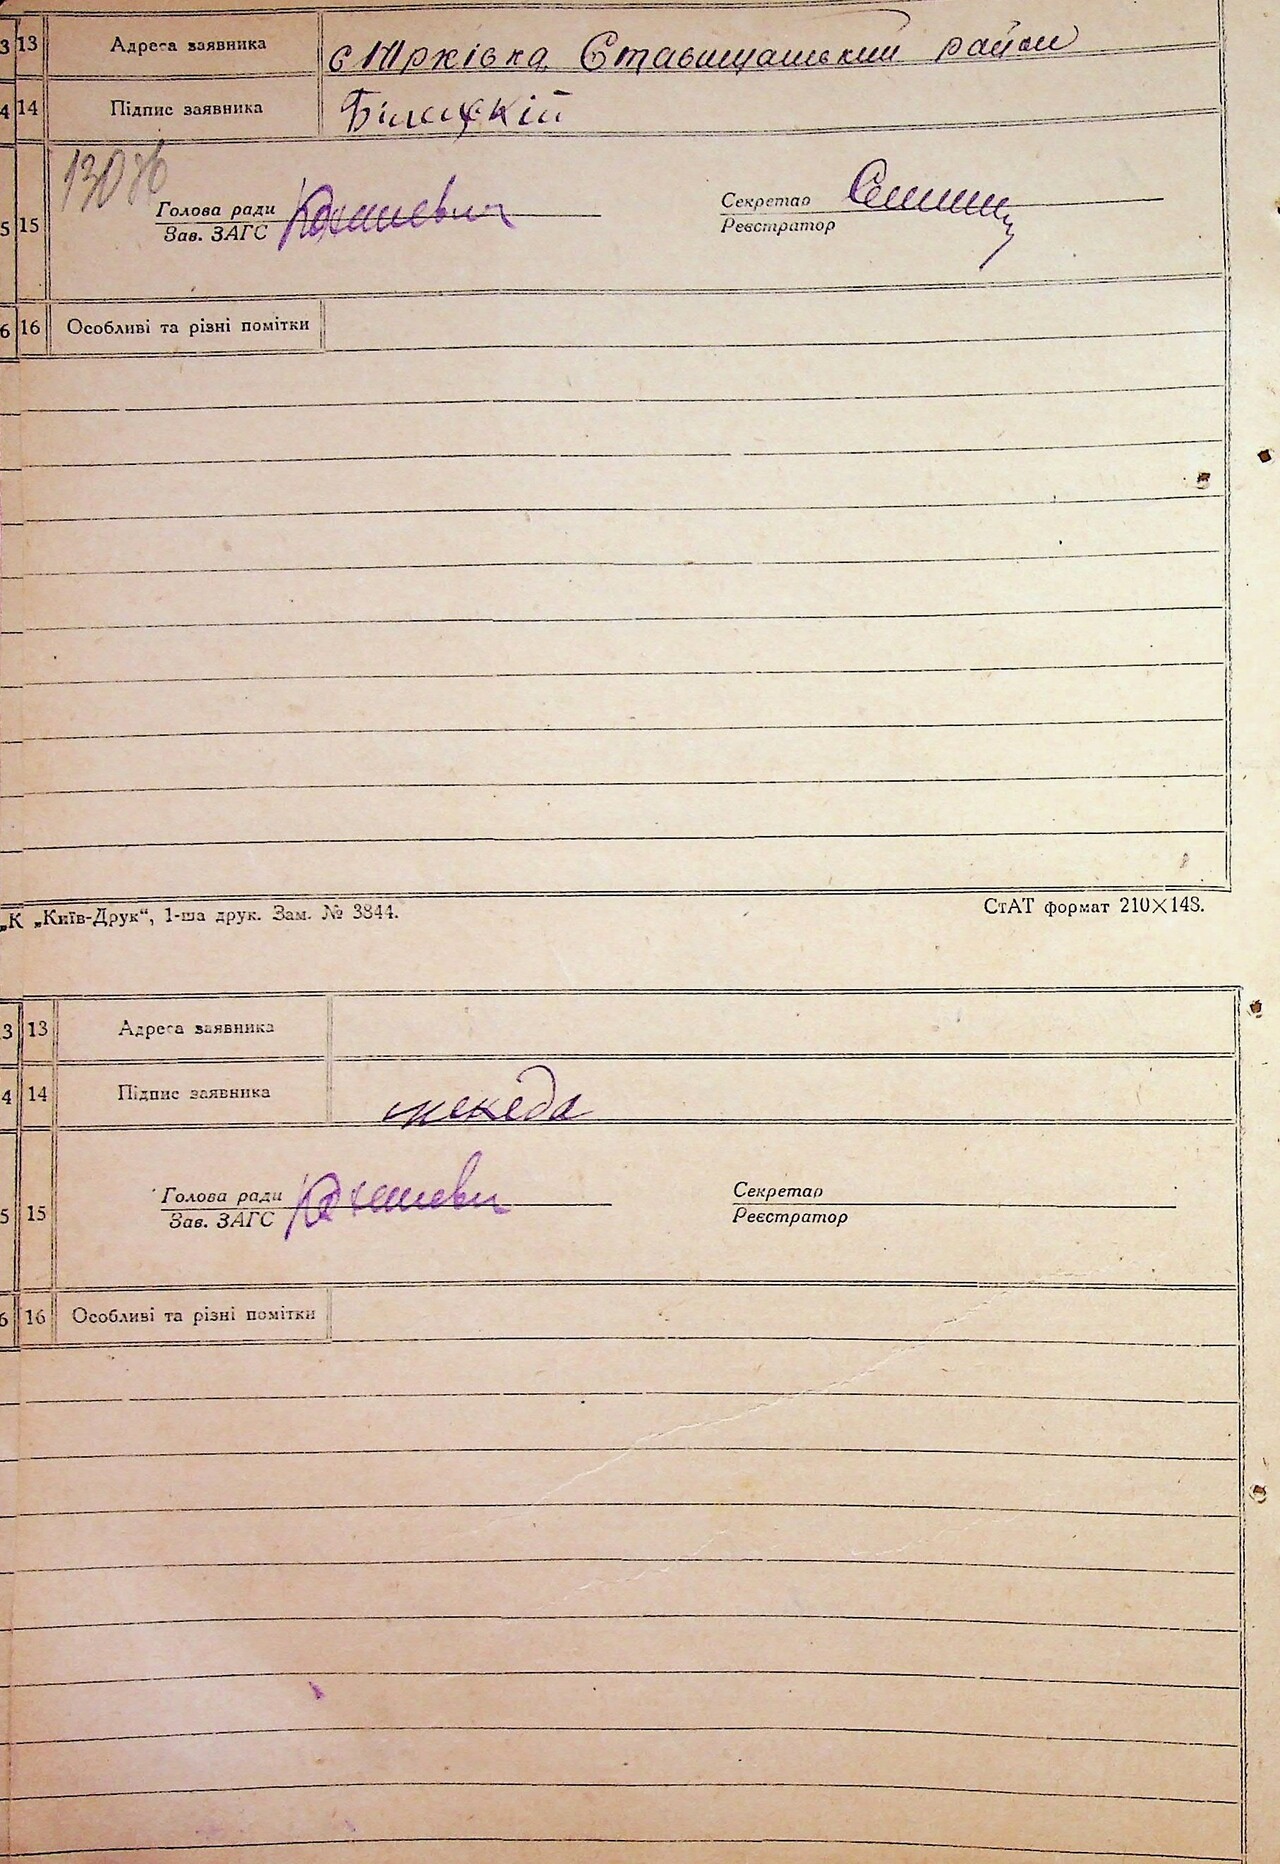 3 13 Адреса заявника с Юрківка, Ставищанський район
4 14 Підпис заявника Білицкій
130
Голова ради Секретар
5 15 Зав. ЗАГС Реєстратор
6 16 Особливі та різні помітки
„К „Київ-Друк“, 1-ша друк. Зам. № 3844. СтАТ формат 210×148.
3 13 Адреса заявника
4 14 Підпис заявника
Голова ради Секретар
5 15 Зав. ЗАГС Реєстратор
6 16 Особливі та різні помітки